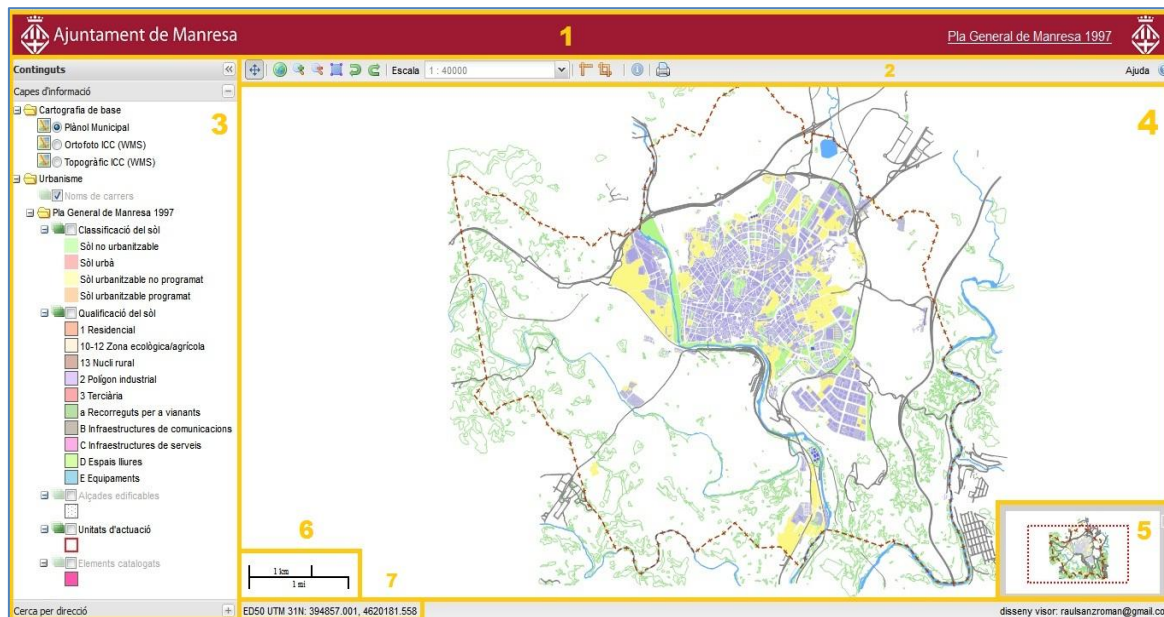 Ajuntament de Manresa
1
Pla General de Manresa 1997
Continguts
Escala 1 : 40000
2
Ajuda
Capes d'informació
3
4
Cartografia de base
Plànol Municipal
Ortofoto ICC (WMS)
Topogràfic ICC (WMS)
Urbanisme
Noms de carrers
Pla General de Manresa 1997
Classificació del sòl
Sòl no urbanitzable
Sòl urbà
Sòl urbanitzable no programat
Sòl urbanitzable programat
Qualificació del sòl
1 Residencial
10-12 Zona ecològica/agrícola
13 Nucli rural
2 Polígon industrial
3 Terciària
a Recorreguts per a vianants
B Infraestructures de comunicacions
C Infraestructures de serveis
D Espais lliures
E Equipaments
Alçades edificables
Unitats d'actuació
Elements catalogats
5
6
1 km
1 mi
7
Cerca per direcció
ED50 UTM 31N: 394857.001, 4620181.558
disseny visor: raulsanzroman@gmail.co